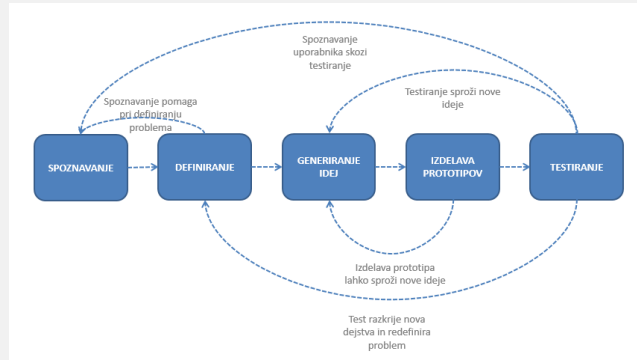 Spoznavanje
uporabnika skozi
testiranje
Testiranje sproži nove
ideje
Spoznavanje pomaga
pri definiranju
problema
SPOZNAVANJE
DEFINIRANJE
GENERIRANJE
IDEJ
IZDELAVA
PROTOTIPOV
TESTIRANJE
Izdelava prototipa
lahko sproži nove ideje
Test razkrije nova
dejstva in redefinira
problem